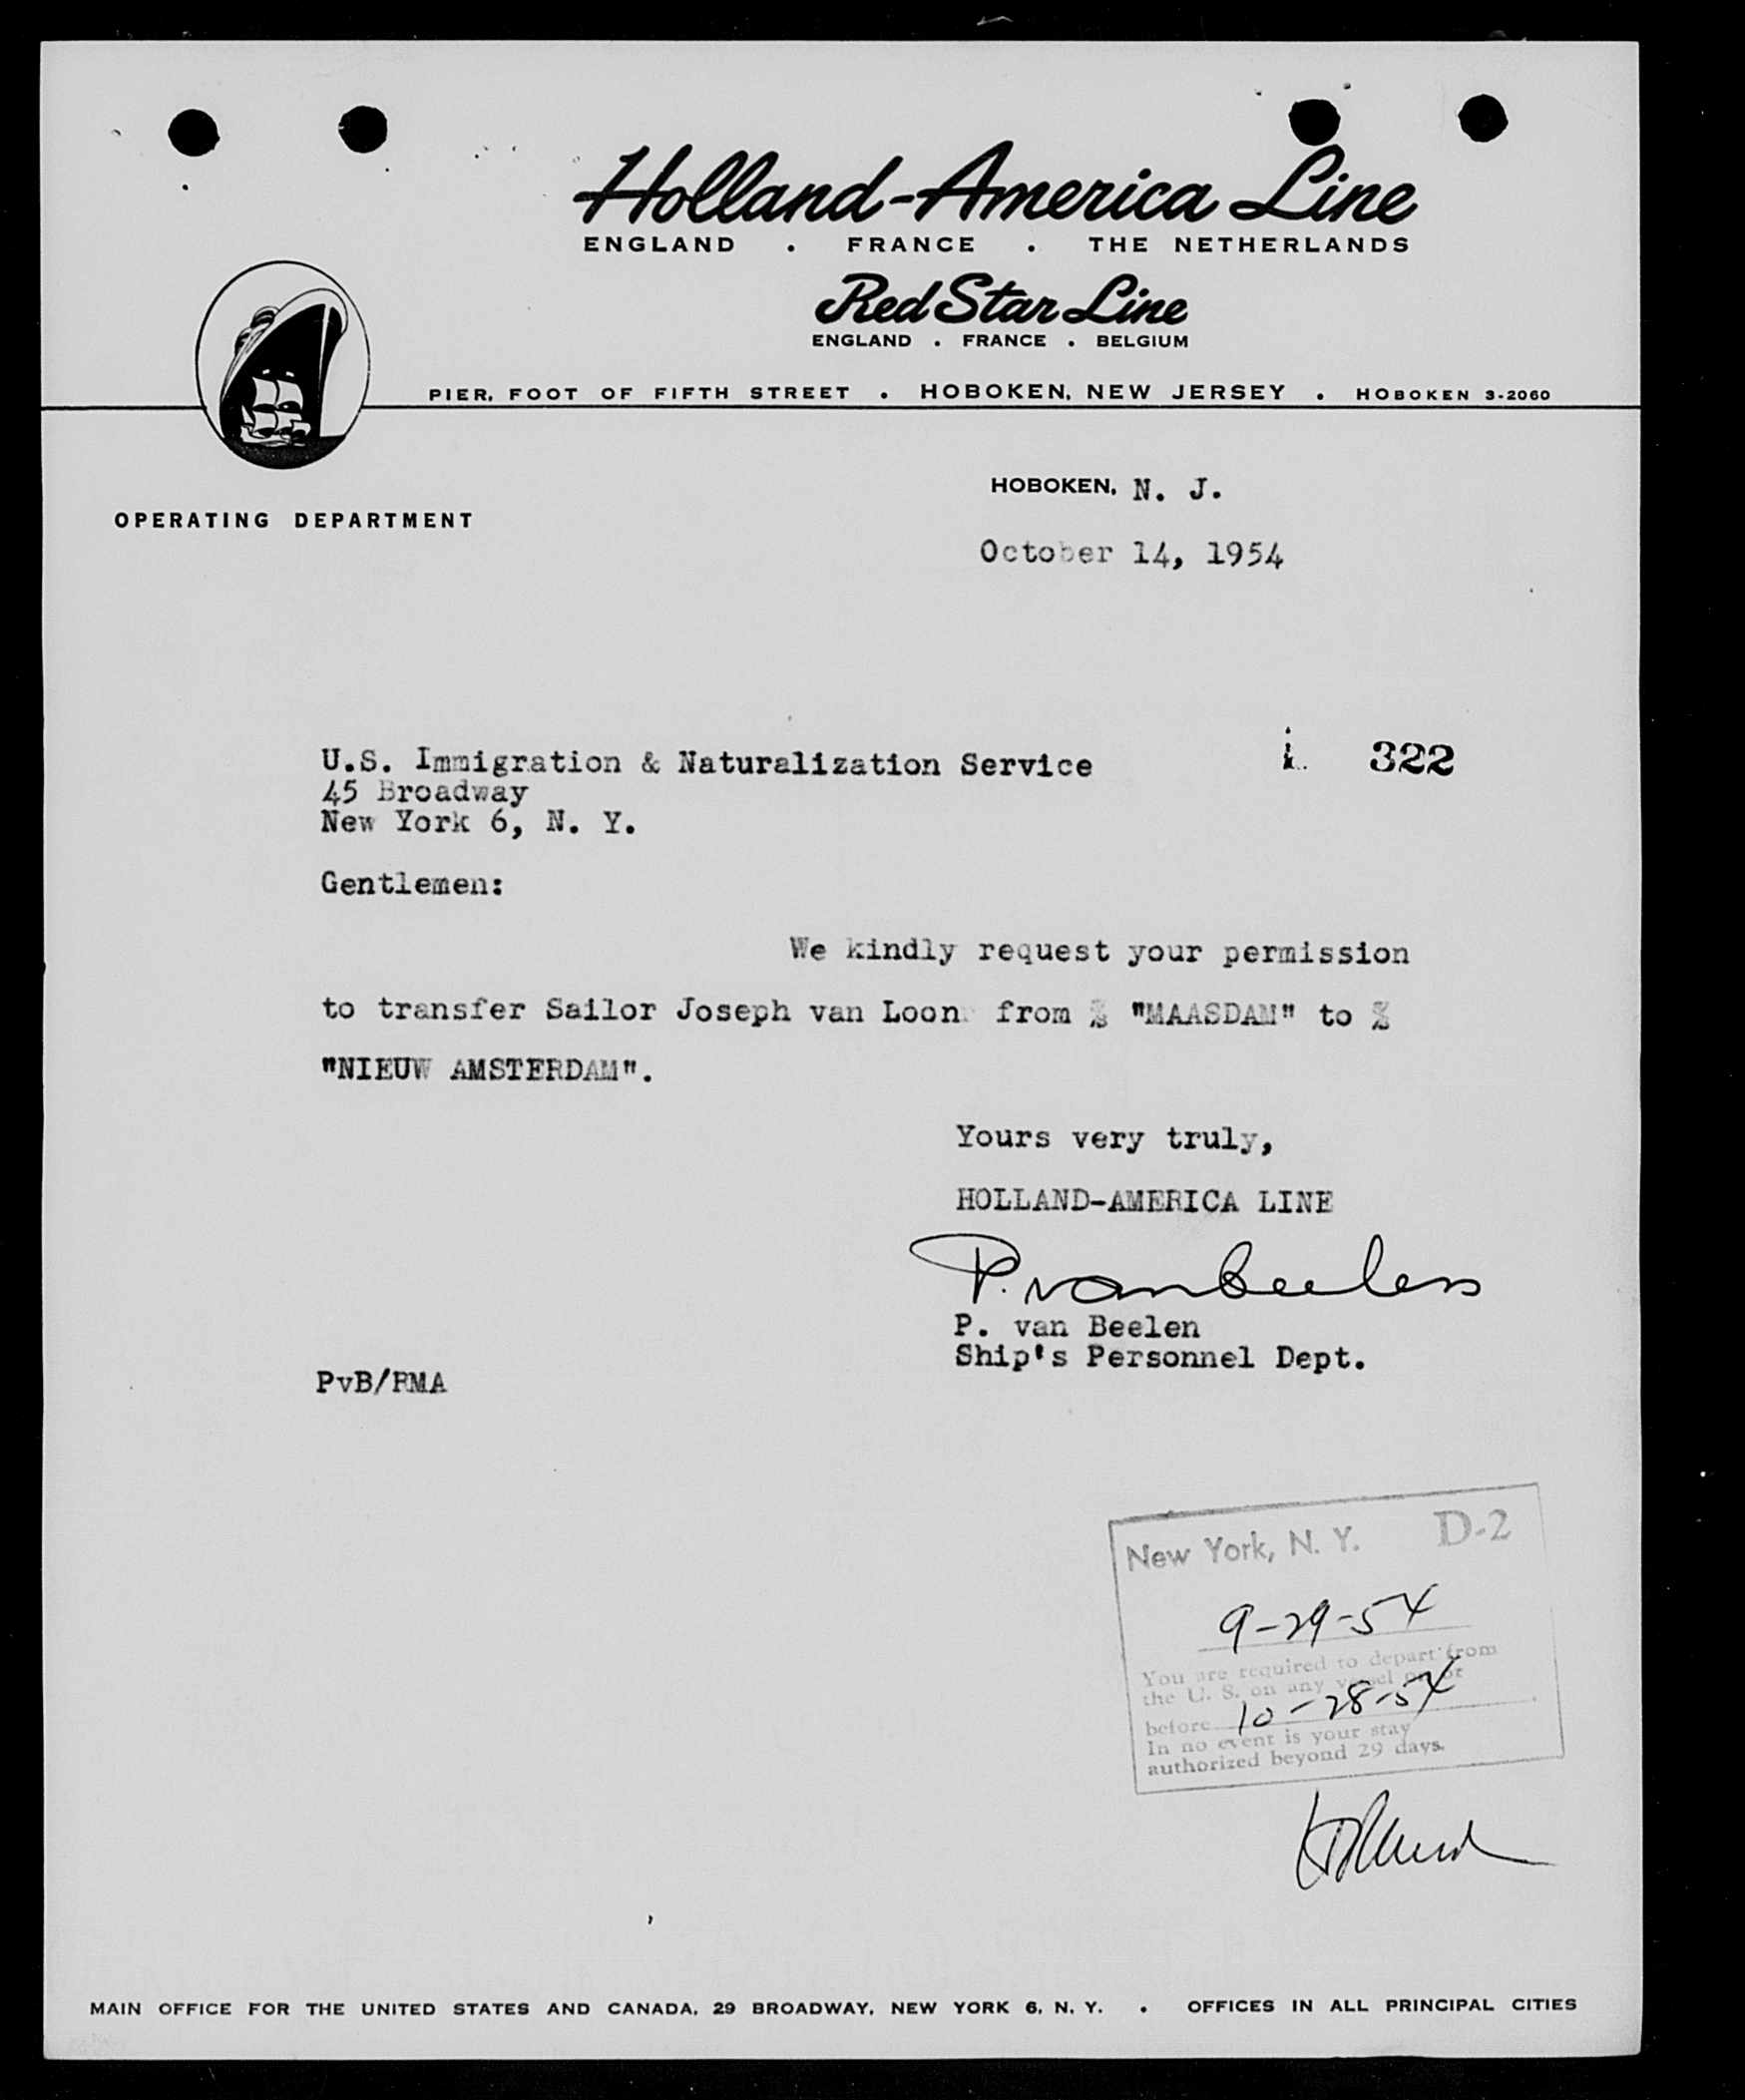 Holland-America Line
ENGLAND . FRANCE . THE NETHERLANDS
Red Star Line
ENGLAND . FRANCE . BELGIUM
PIER, FOOT OF FIFTH STREET . HOBOKEN, NEW JERSEY . HOBOKEN 3-2060
HOBOKEN, N. J.
OPERATING DEPARTMENT
October 14, 1954
U.S. Immigration & Naturalization Service
322
45 Broadway
New York 6, N. Y.
Gentlemen:
We kindly request your permission
to transfer Sailor Joseph van Loon from "MAASDAM" to
"NIEUW AMSTERDAM".
Yours very truly,
HOLLAND-AMERICA LINE
P. van Beelen
P. van Beelen
Ship's Personnel Dept.
PvB/RMA
New York, N. Y. D-2
9-29-54
You are required to depart from
the U. S. on any vessel on or
before 10-28-54
In no event is your stay
authorized beyond 29 days.
MAIN OFFICE FOR THE UNITED STATES AND CANADA, 29 BROADWAY, NEW YORK 6, N. Y. . OFFICES IN ALL PRINCIPAL CITIES